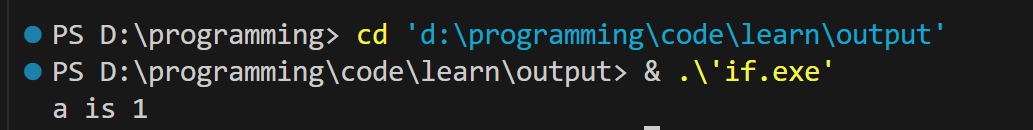 PS D:\programming> cd 'd:\programming\code\learn\output'
PS D:\programming\code\learn\output> & .\'if.exe'
a is 1